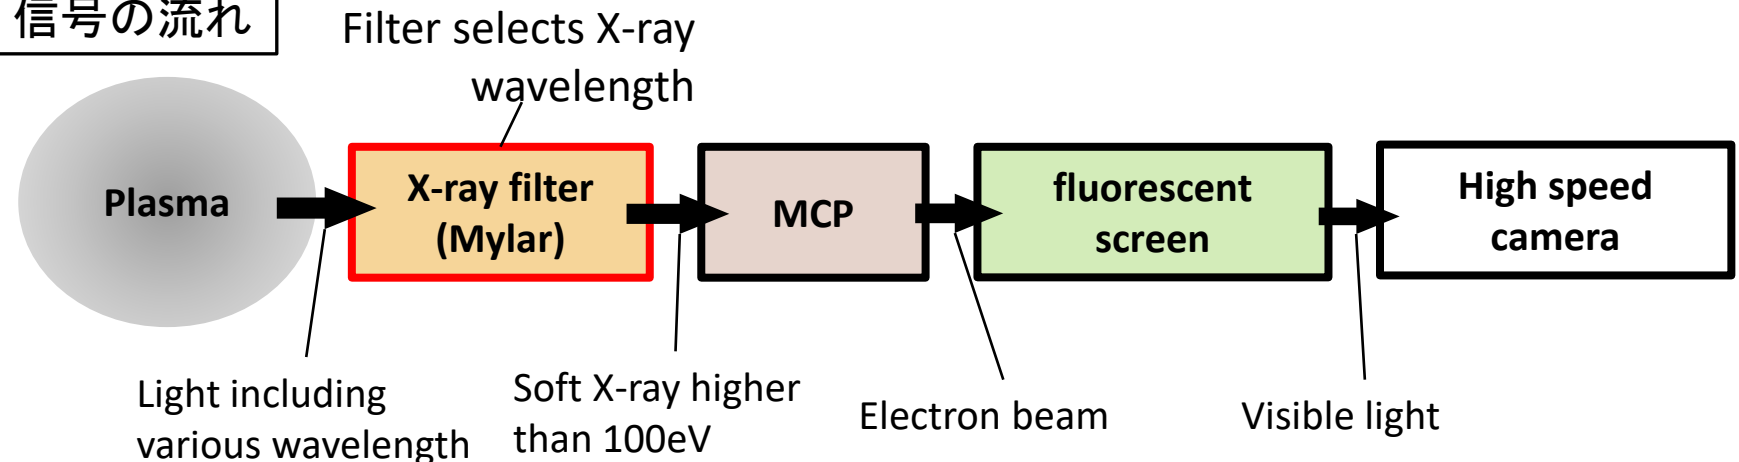 信号の流れ
Filter selects X-ray
wavelength
Plasma
X-ray filter
(Mylar)
MCP
fluorescent
screen
High speed
camera
Light including
various wavelength
Soft X-ray higher
than 100eV
Electron beam
Visible light